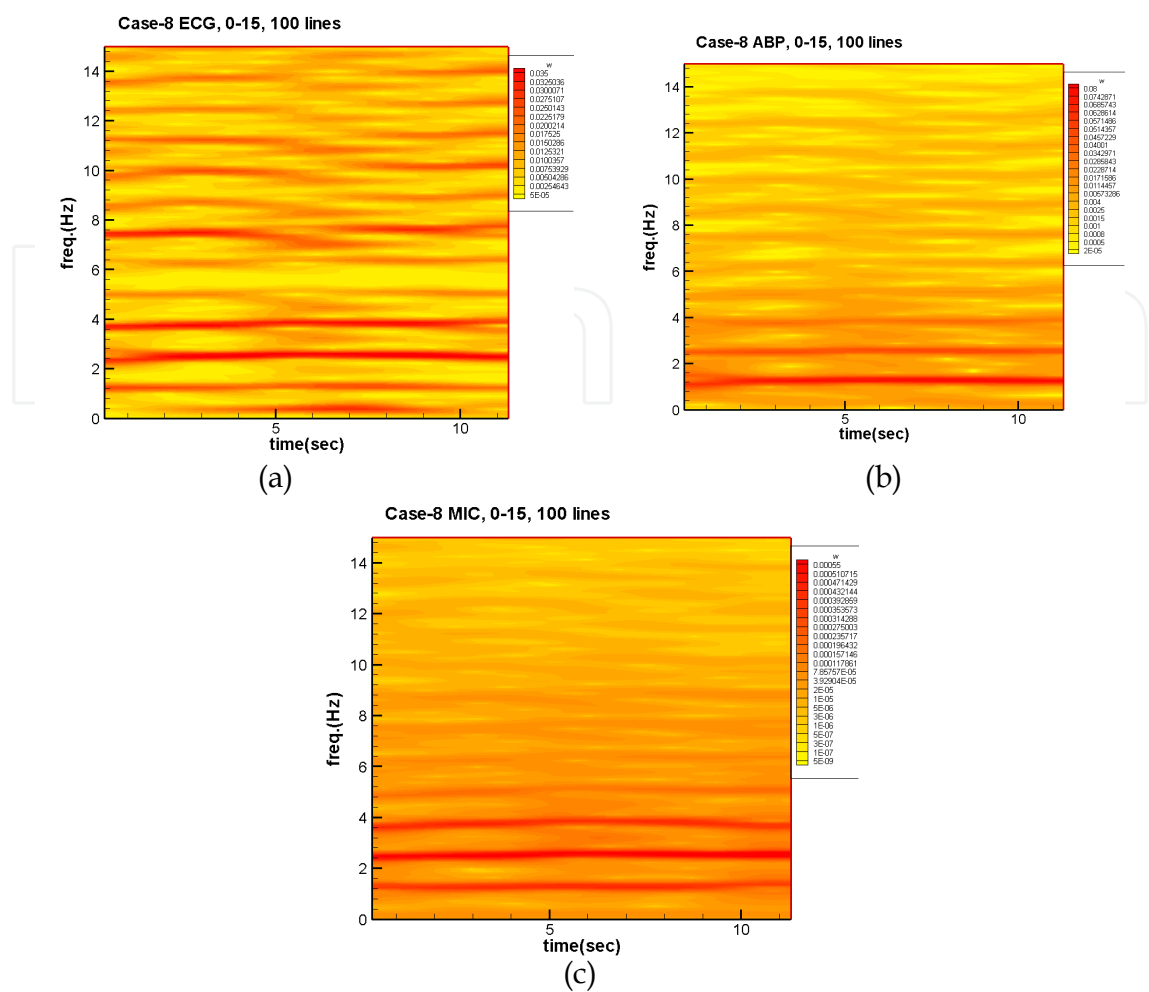 Case-8 ECG, 0-15, 100 lines
freq.(Hz)
14
12
10
8
6
4
2
0
5
10
time(sec)
w
0.035
0.0325036
0.0300071
0.0275107
0.0250143
0.0225179
0.0200214
0.017525
0.0150286
0.0125321
0.0100357
0.00753929
0.00504286
0.00254643
5E-05
(a)
Case-8 ABP, 0-15, 100 lines
freq.(Hz)
14
12
10
8
6
4
2
0
5
10
time(sec)
w
0.08
0.0742871
0.0685743
0.0628614
0.0571486
0.0514357
0.0457229
0.04001
0.0342971
0.0285843
0.0228714
0.0171586
0.0114457
0.00573286
0.004
0.0025
0.0015
0.001
0.0008
0.0005
2E-05
(b)
Case-8 MIC, 0-15, 100 lines
freq.(Hz)
14
12
10
8
6
4
2
0
5
10
time(sec)
w
0.00055
0.000510715
0.000471429
0.000432144
0.000392859
0.000353573
0.000314288
0.000275003
0.000235717
0.000196432
0.000157146
0.000117861
7.85757E-05
3.92904E-05
2E-05
1E-05
5E-06
3E-06
1E-06
5E-07
3E-07
1E-07
5E-09
(c)